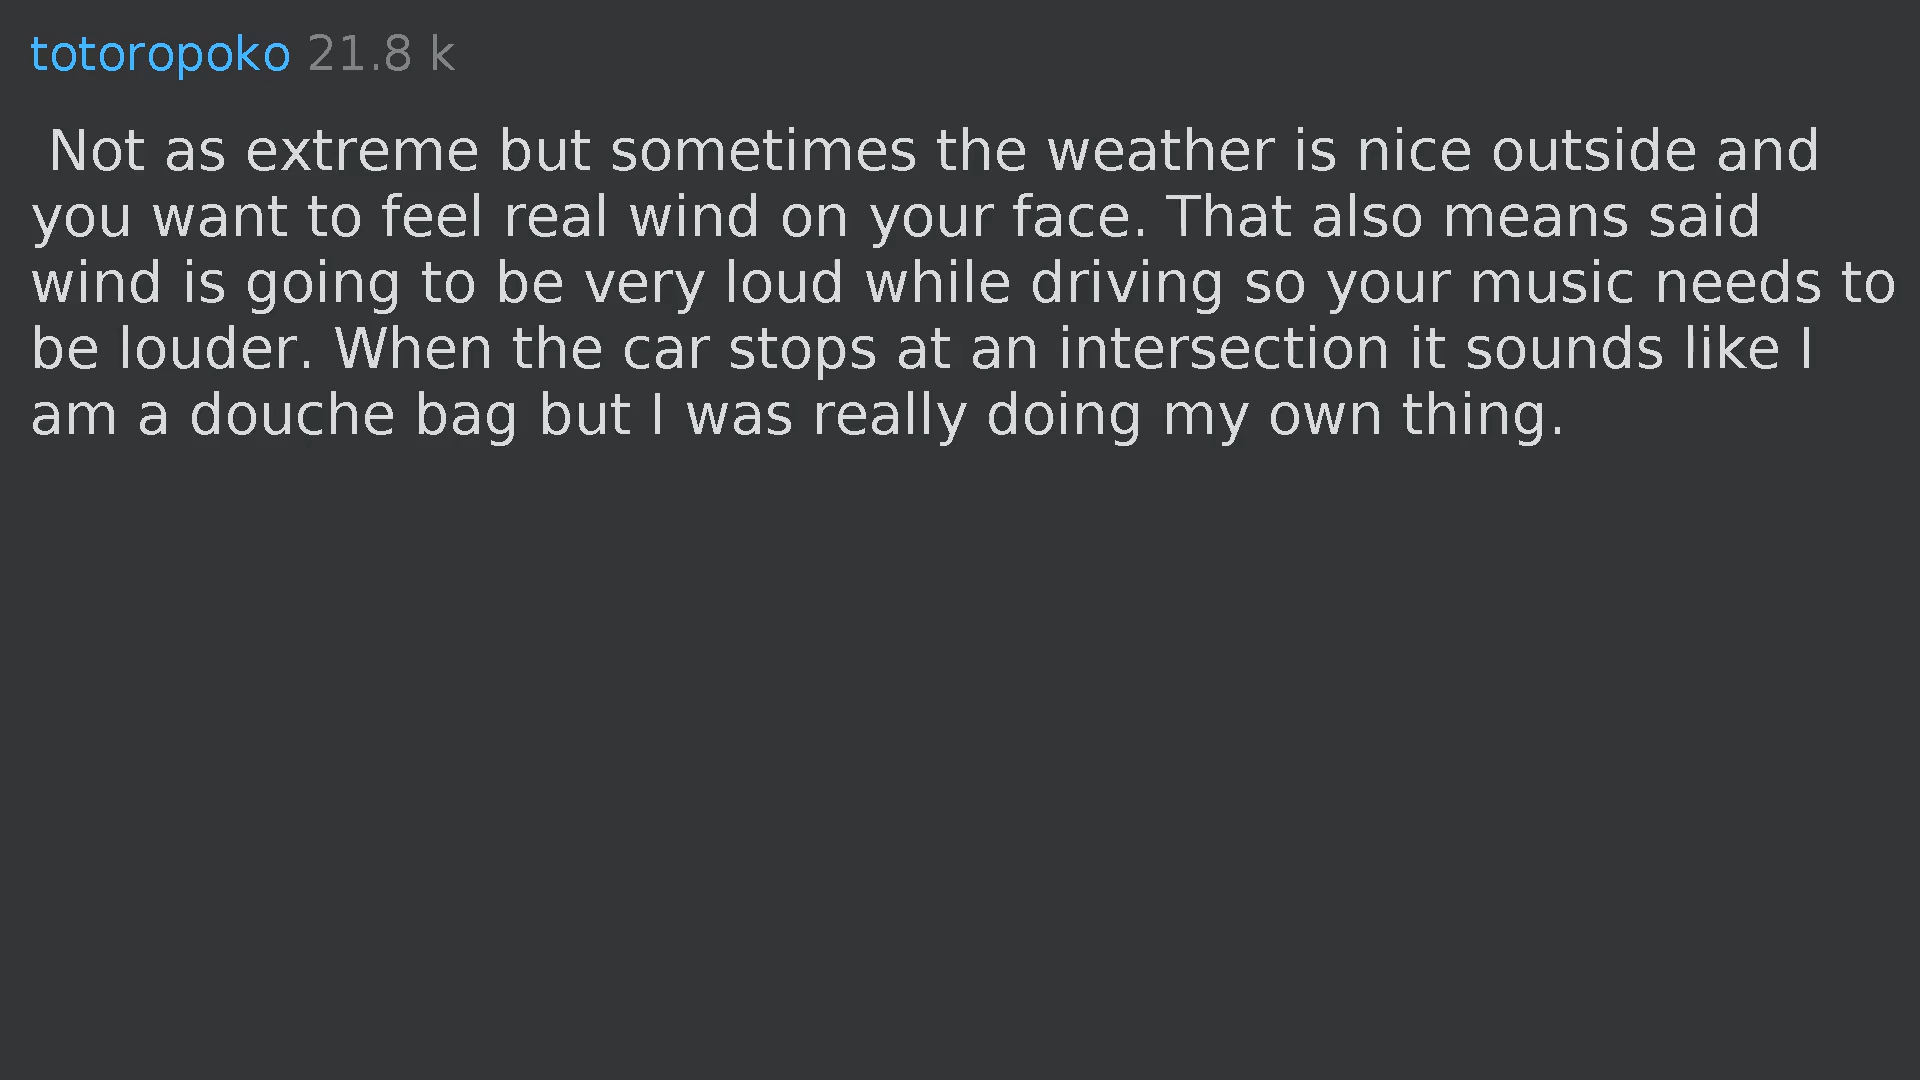 totoropoko 21.8 k
Not as extreme but sometimes the weather is nice outside and
you want to feel real wind on your face. That also means said
wind is going to be very loud while driving so your music needs to
be louder. When the car stops at an intersection it sounds like I
am a douche bag but I was really doing my own thing.